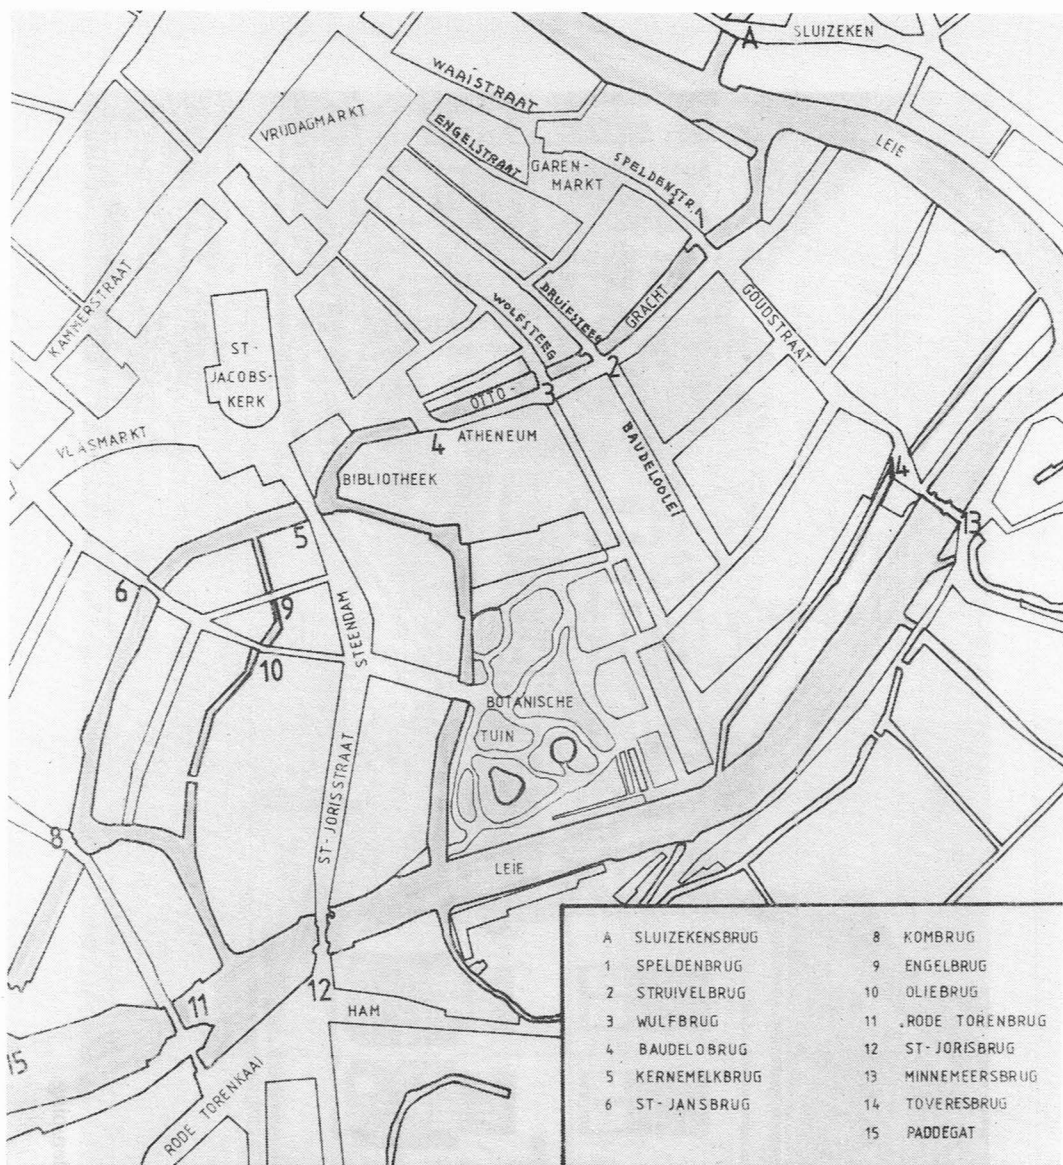 A
SLUIZEKEN
WAAISTRAAT
VRIJDAGMARKT
ENGELSTRAAT
GAREN-
MARKT
SPELDENSTR.
1
LEIE
KAMMERSTRAAT
WOLFSTEEG
DRUIFSTEEG
GRACHT
GOUDSTRAAT
ST-
JACOBS-
KERK
OTTO-
2
3
4
ATHENEUM
BAUDELOOLEI
VLASMARKT
BIBLIOTHEEK
4
13
5
6
9
STEENDAM
10
BOTANISCHE
TUIN
ST-JORISSTRAAT
8
LEIE
11
12
HAM
15
RODE TORENKAAI
A SLUIZEKENSBRUG
1 SPELDENBRUG
2 STRUIVELBRUG
3 WULFBRUG
4 BAUDELOBRUG
5 KERNEMELKBRUG
6 ST-JANSBRUG
8 KOMBRUG
9 ENGELBRUG
10 OLIEBRUG
11 RODE TORENBRUG
12 ST-JORISBRUG
13 MINNEMEERSBRUG
14 TOVERESBRUG
15 PADDEGAT